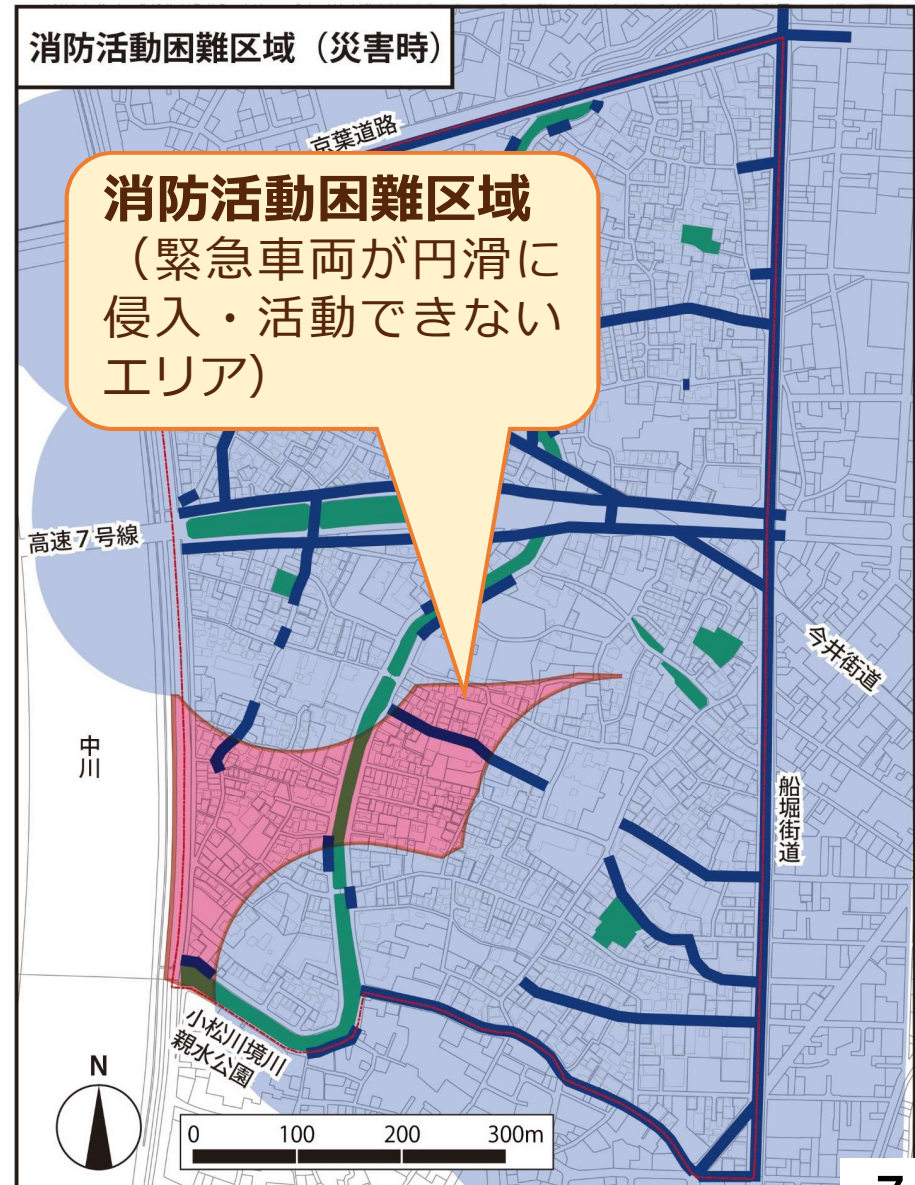 消防活動困難区域（災害時）
京葉道路
消防活動困難区域
（緊急車両が円滑に
侵入・活動できない
エリア）
高速７号線
今井街道
中川
船堀街道
小松川境川
親水公園
N
0 100 200 300m